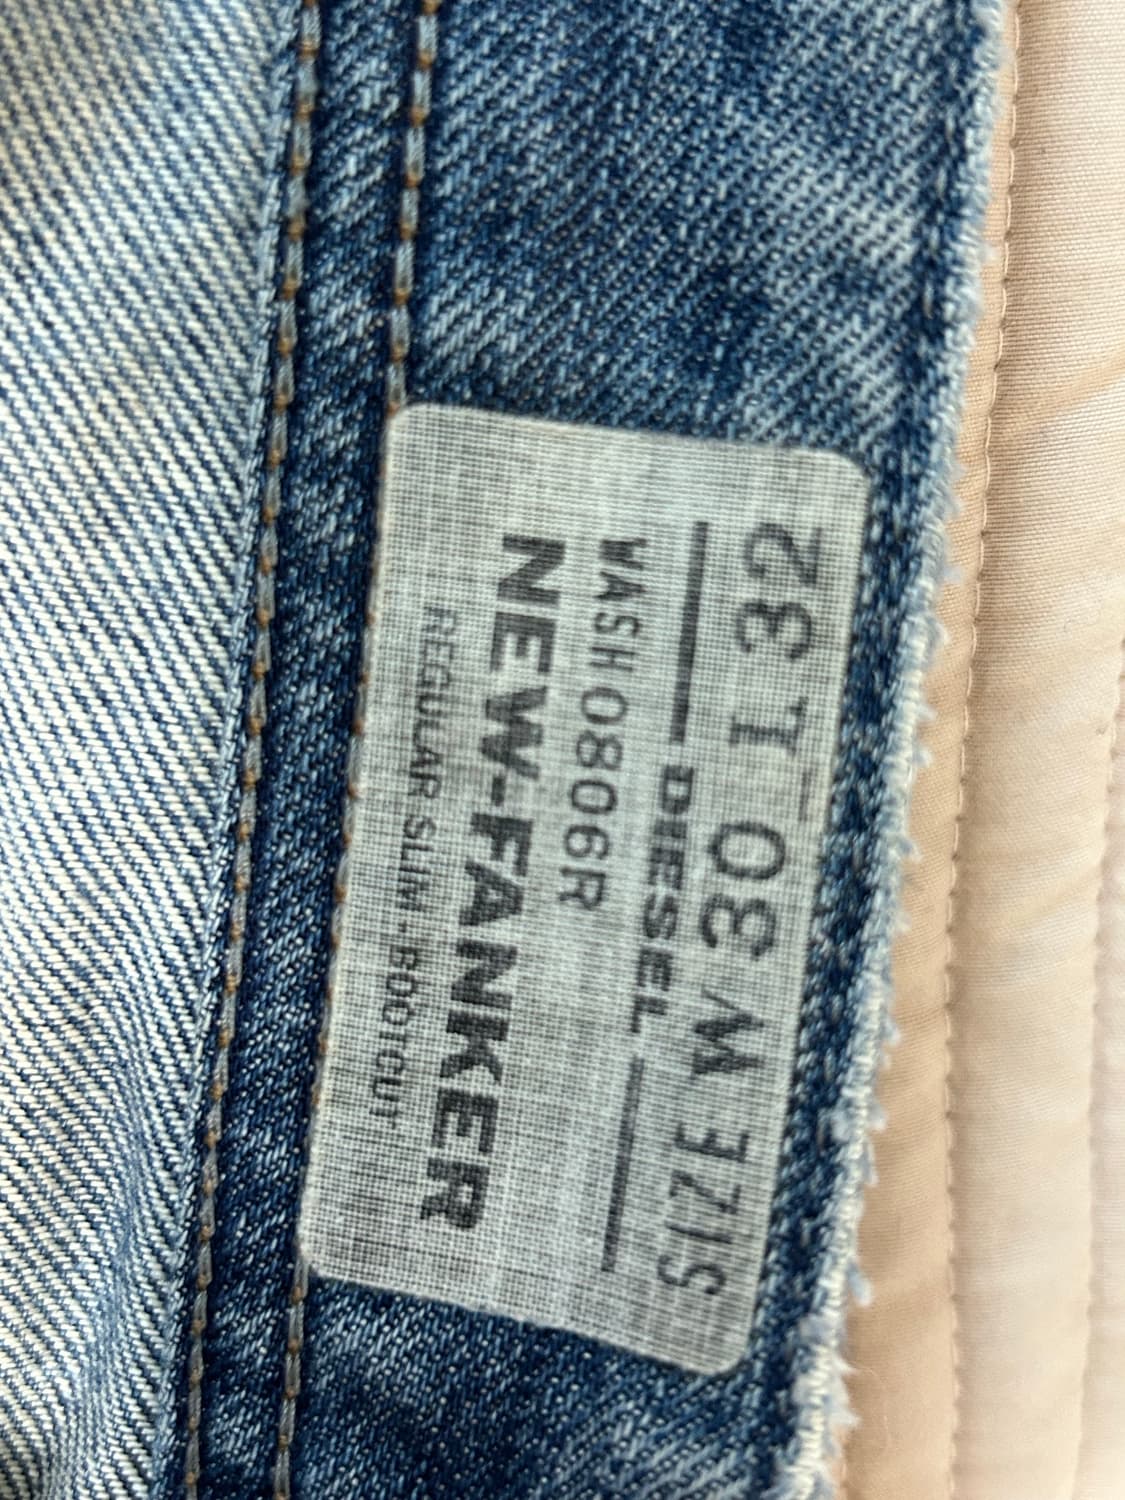 SIZE W 30 L 32
DIESEL
WASH 0806R
NEW-FANKER
REGULAR SLIM-BOOTCUT